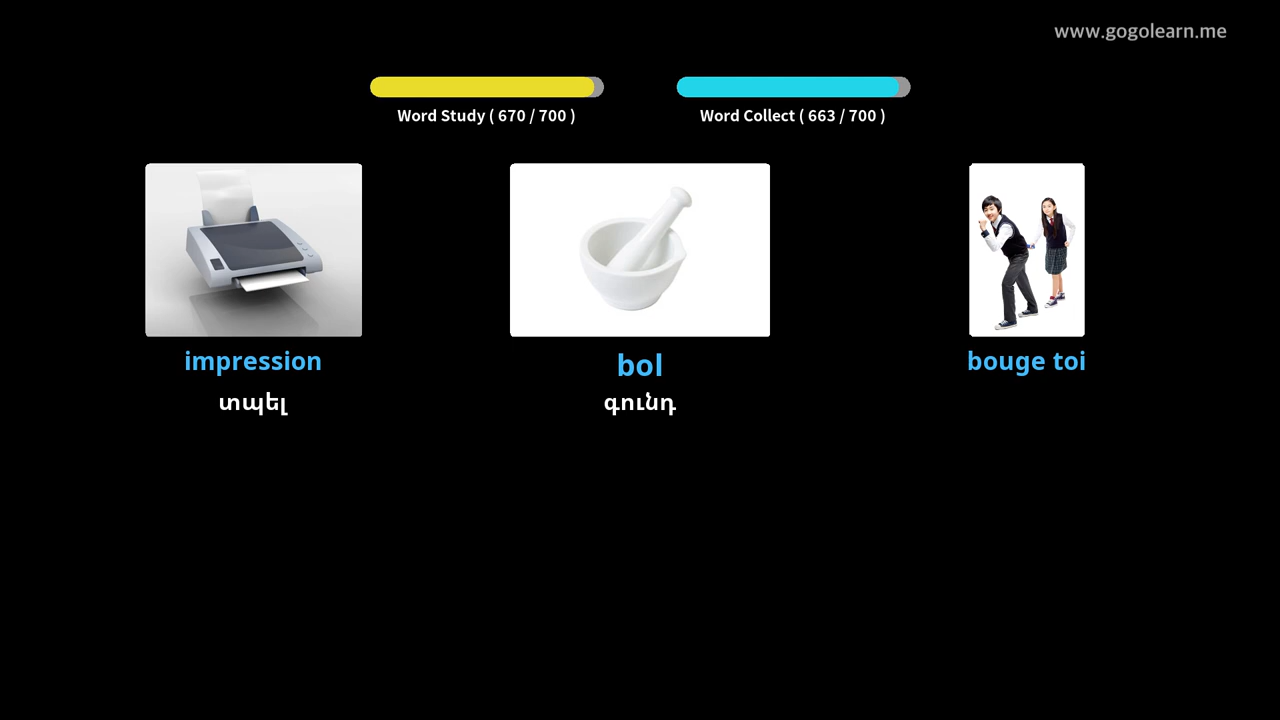 www.gogolearn.me
Word Study ( 670 / 700 )
Word Collect ( 663 / 700 )
impression
bol
bouge toi
տպել
գունդ